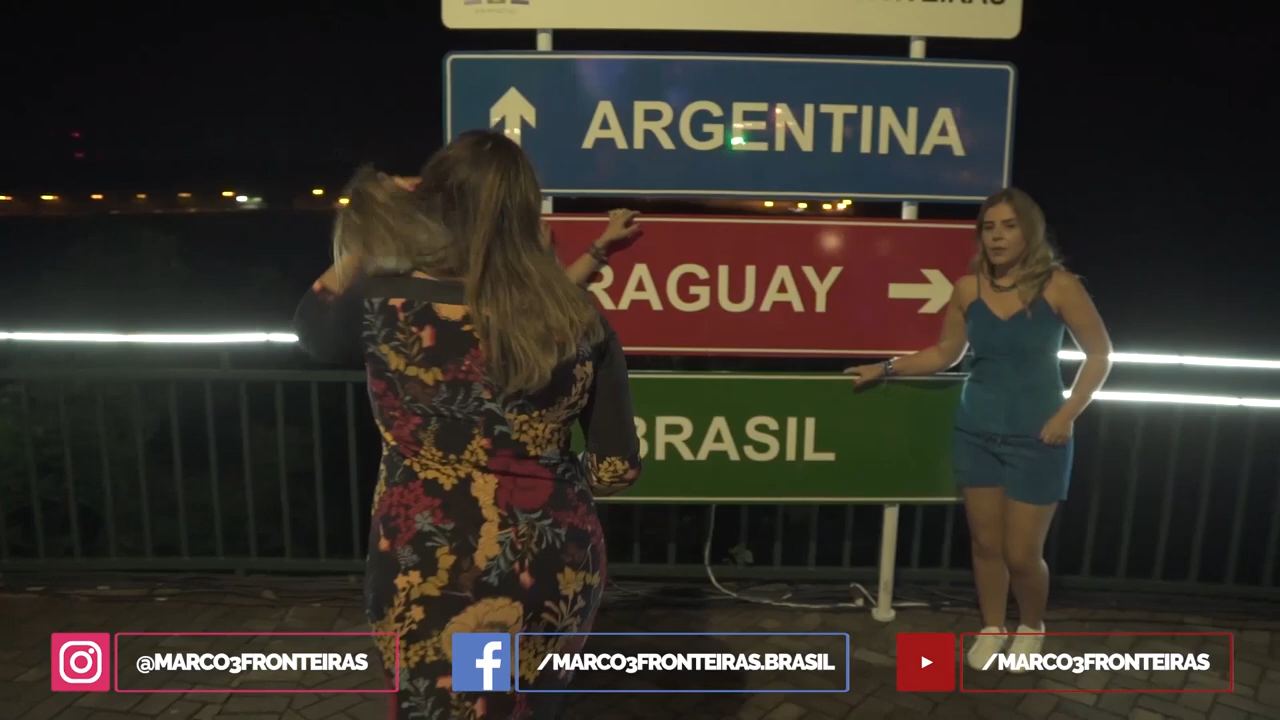 ARGENTINA
RAGUAY
BRASIL
@MARCO3FRONTEIRAS
/MARCO3FRONTEIRAS.BRASIL
/MARCO3FRONTEIRAS